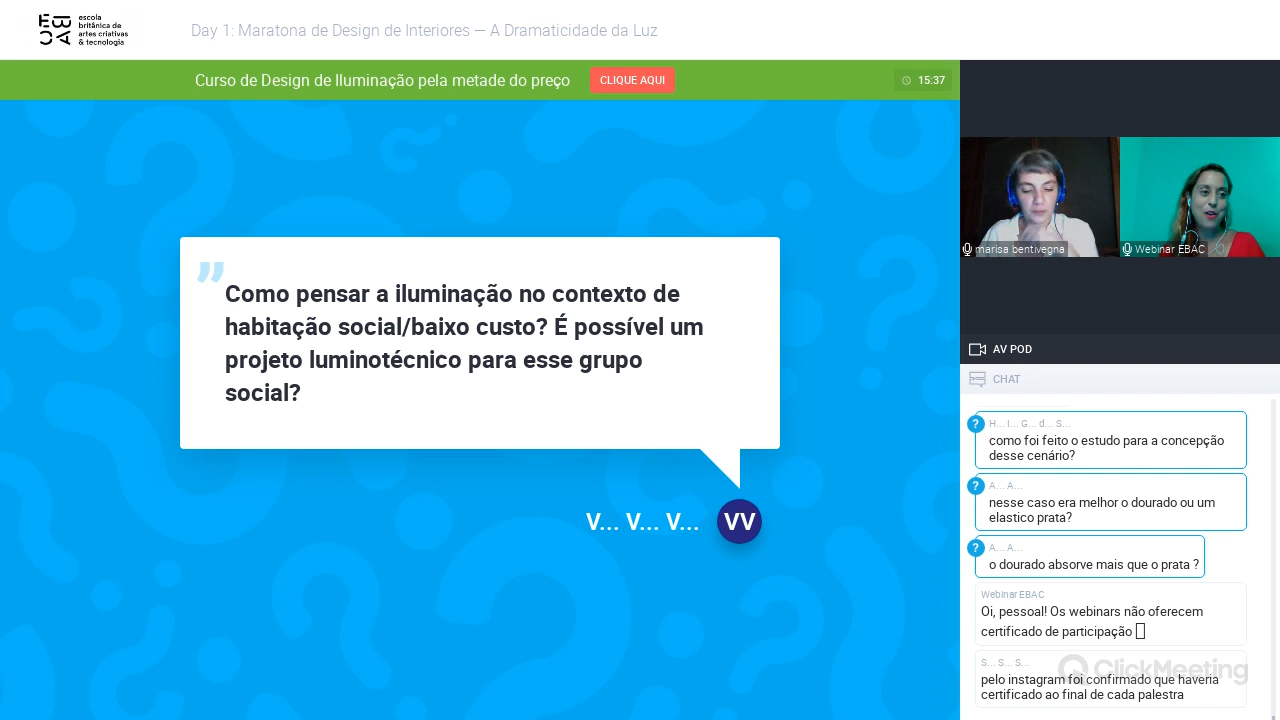 EBAC
escola
britânica de
artes criativas
& tecnologia
Day 1: Maratona de Design de Interiores — A Dramaticidade da Luz
Curso de Design de Iluminação pela metade do preço
CLIQUE AQUI
15:37
marisa bentivegna
Webinar EBAC
”
Como pensar a iluminação no contexto de
habitação social/baixo custo? É possível um
projeto luminotécnico para esse grupo
social?
V... V... V...
VV
AV POD
CHAT
?
H... I... G... d... S...
como foi feito o estudo para a concepção
desse cenário?
?
A... A...
nesse caso era melhor o dourado ou um
elastico prata?
?
A... A...
o dourado absorve mais que o prata ?
Webinar EBAC
Oi, pessoal! Os webinars não oferecem
certificado de participação
S... S... S...
pelo instagram foi confirmado que haveria
certificado ao final de cada palestra
ClickMeeting